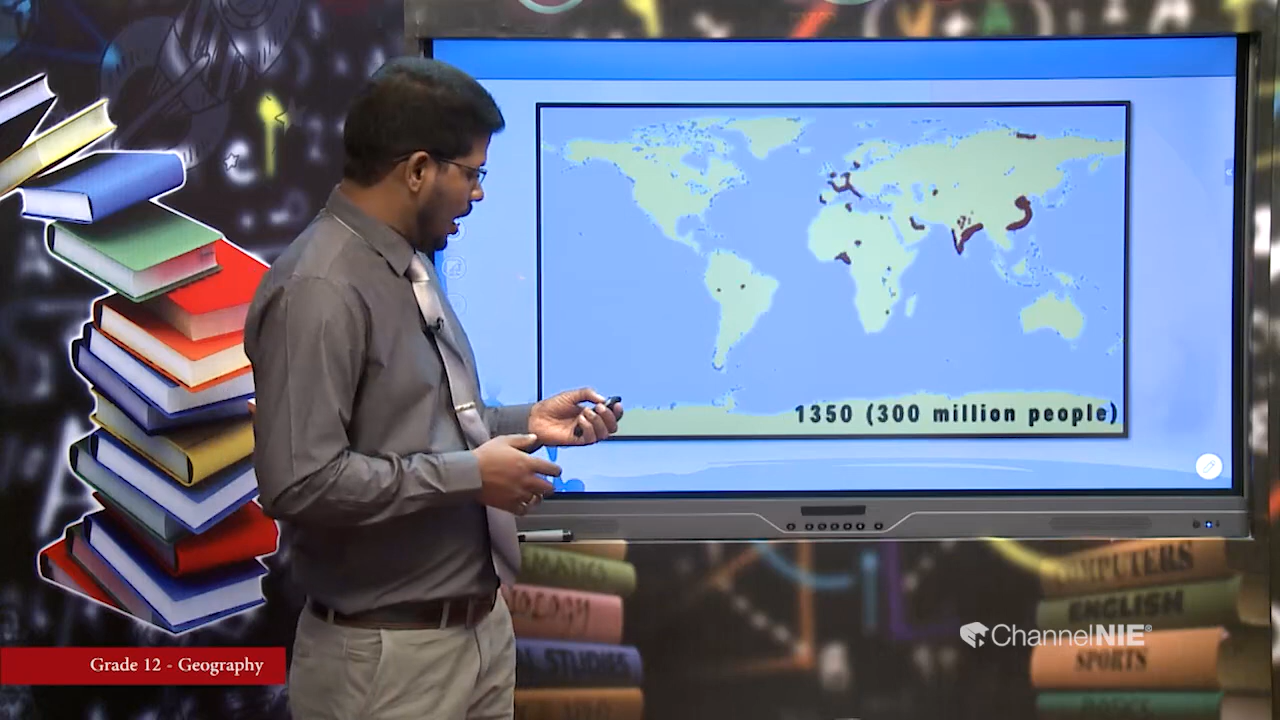 1350 (300 million people)
Grade 12 - Geography
ChannelNIE®
COMPUTERS
ENGLISH
SPORTS